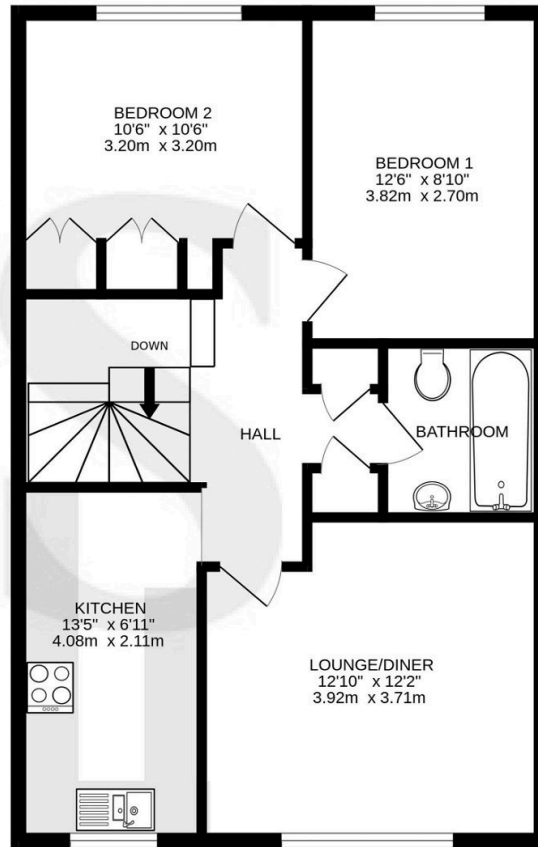 BEDROOM 2
10'6" x 10'6"
3.20m x 3.20m
BEDROOM 1
12'6" x 8'10"
3.82m x 2.70m
DOWN
HALL
BATHROOM
KITCHEN
13'5" x 6'11"
4.08m x 2.11m
LOUNGE/DINER
12'10" x 12'2"
3.92m x 3.71m